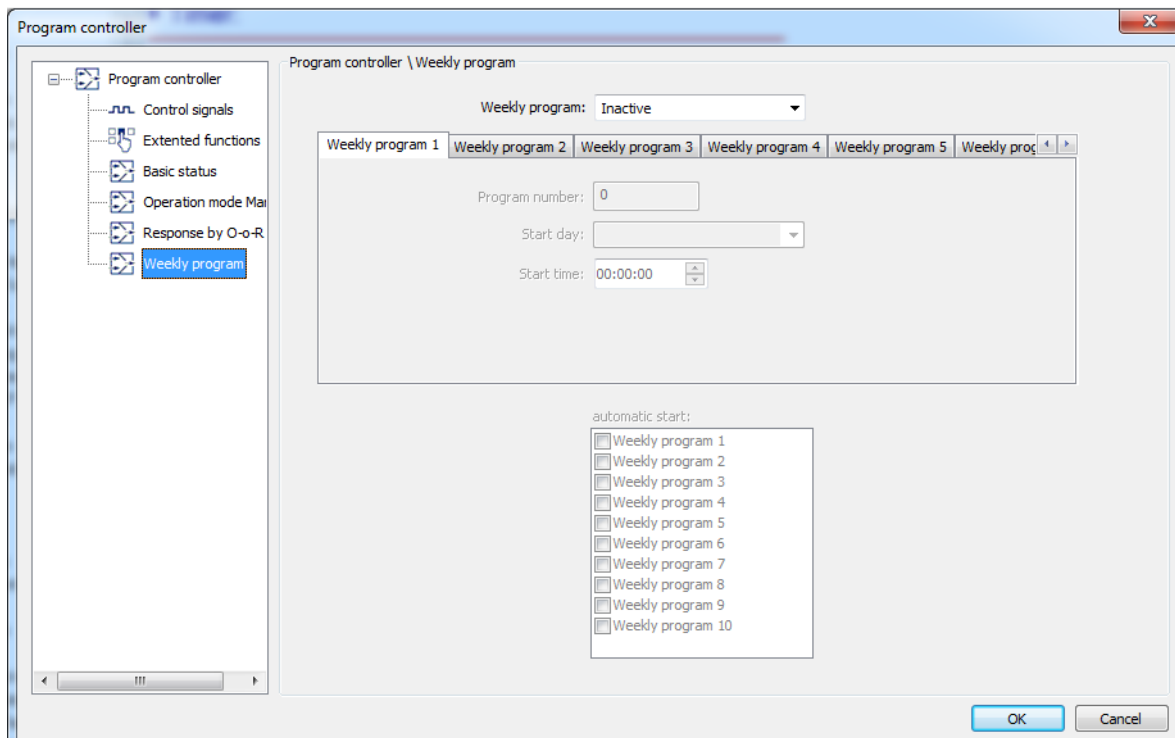 Program controller
Program controller
Control signals
Extented functions
Basic status
Operation mode Mar
Response by O-o-R
Weekly program
Program controller \ Weekly program
Weekly program: Inactive
Weekly program 1 Weekly program 2 Weekly program 3 Weekly program 4 Weekly program 5 Weekly prog
Program number: 0
Start day:
Start time: 00:00:00
automatic start:
Weekly program 1
Weekly program 2
Weekly program 3
Weekly program 4
Weekly program 5
Weekly program 6
Weekly program 7
Weekly program 8
Weekly program 9
Weekly program 10
OK Cancel